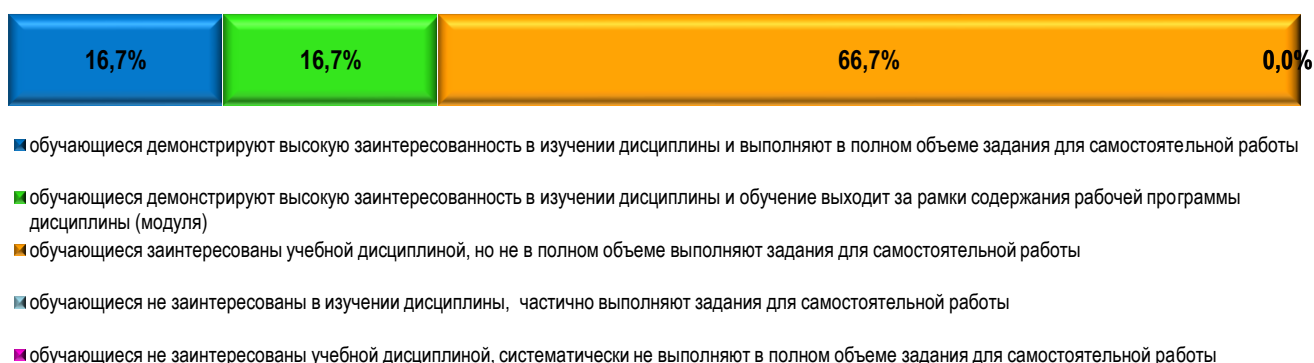 16,7% 16,7% 66,7% 0,0%
обучающиеся демонстрируют высокую заинтересованность в изучении дисциплины и выполняют в полном объеме задания для самостоятельной работы
обучающиеся демонстрируют высокую заинтересованность в изучении дисциплины и обучение выходит за рамки содержания рабочей программы
дисциплины (модуля)
обучающиеся заинтересованы учебной дисциплиной, но не в полном объеме выполняют задания для самостоятельной работы
обучающиеся не заинтересованы в изучении дисциплины, частично выполняют задания для самостоятельной работы
обучающиеся не заинтересованы учебной дисциплиной, систематически не выполняют в полном объеме задания для самостоятельной работы